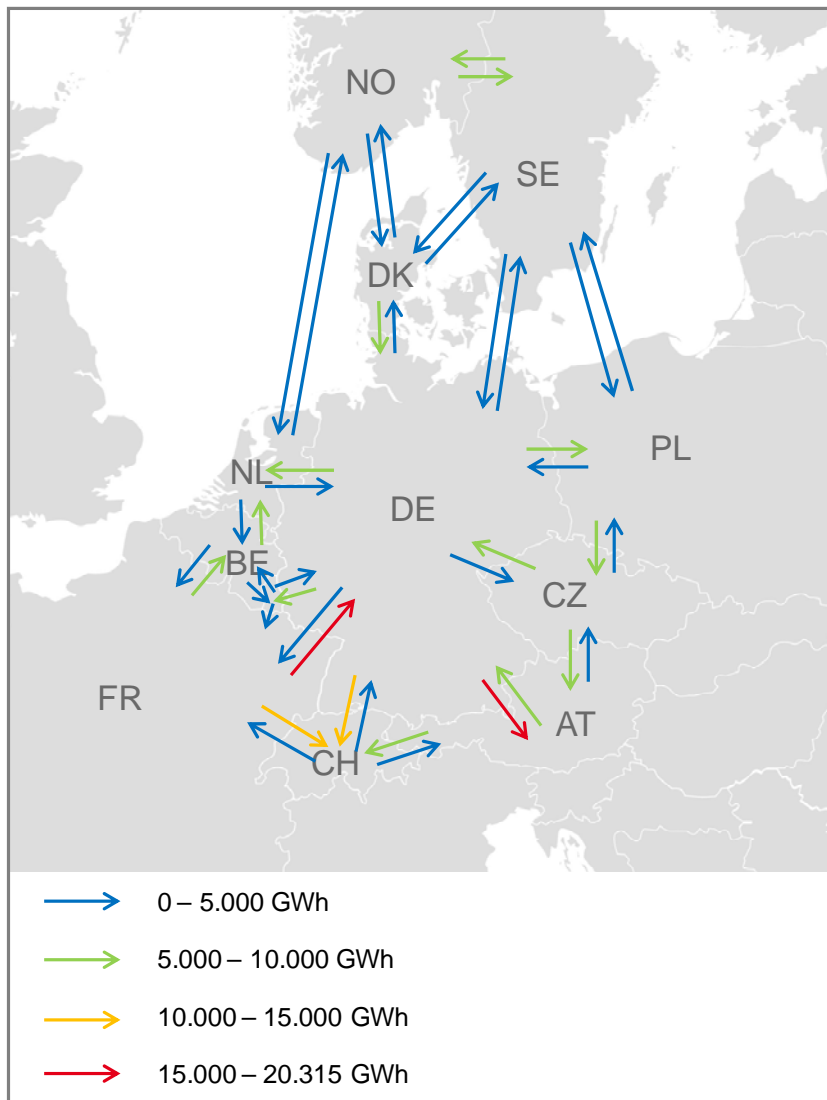 NO
SE
DK
PL
NL
DE
BE
CZ
FR
AT
CH
0 – 5.000 GWh
5.000 – 10.000 GWh
10.000 – 15.000 GWh
15.000 – 20.315 GWh